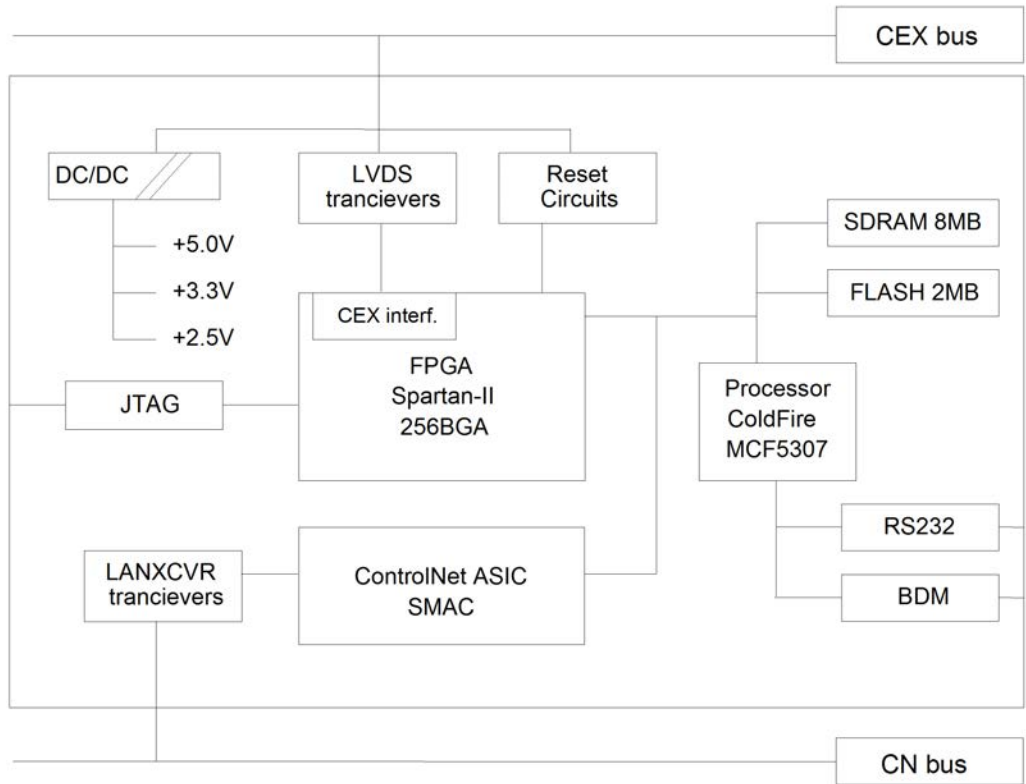 CEX bus
DC/DC
LVDS
trancievers
Reset
Circuits
+5.0V
+3.3V
+2.5V
SDRAM 8MB
FLASH 2MB
CEX interf.
FPGA
Spartan-II
256BGA
JTAG
Processor
ColdFire
MCF5307
RS232
BDM
LANXCVR
trancievers
ControlNet ASIC
SMAC
CN bus